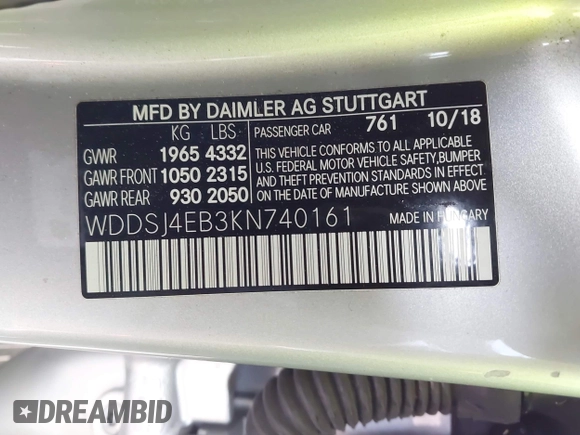 MFD BY DAIMLER AG STUTTGART
KG LBS PASSENGER CAR 761 10/18
GVWR 1965 4332
GAWR FRONT 1050 2315
GAWR REAR 930 2050
THIS VEHICLE CONFORMS TO ALL APPLICABLE
U.S. FEDERAL MOTOR VEHICLE SAFETY,BUMPER
AND THEFT PREVENTION STANDARDS IN EFFECT
ON THE DATE OF MANUFACTURE SHOWN ABOVE.
WDDSJ4EB3KN740161 MADE IN HUNGARY
DREAMBID